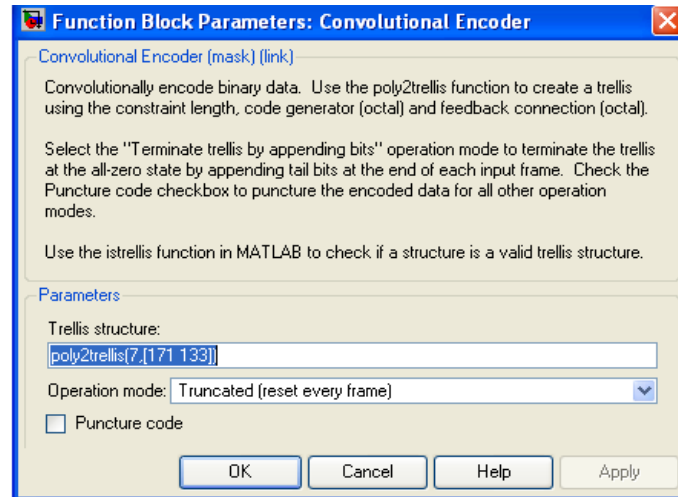 Function Block Parameters: Convolutional Encoder
Convolutional Encoder (mask) (link)
Convolutionally encode binary data.  Use the poly2trellis function to create a trellis
using the constraint length, code generator (octal) and feedback connection (octal).
Select the "Terminate trellis by appending bits" operation mode to terminate the trellis
at the all-zero state by appending tail bits at the end of each input frame.  Check the
Puncture code checkbox to puncture the encoded data for all other operation
modes.
Use the istrellis function in MATLAB to check if a structure is a valid trellis structure.
Parameters
Trellis structure:
poly2trellis(7,[171 133])
Operation mode: Truncated (reset every frame)
Puncture code
OK Cancel Help Apply